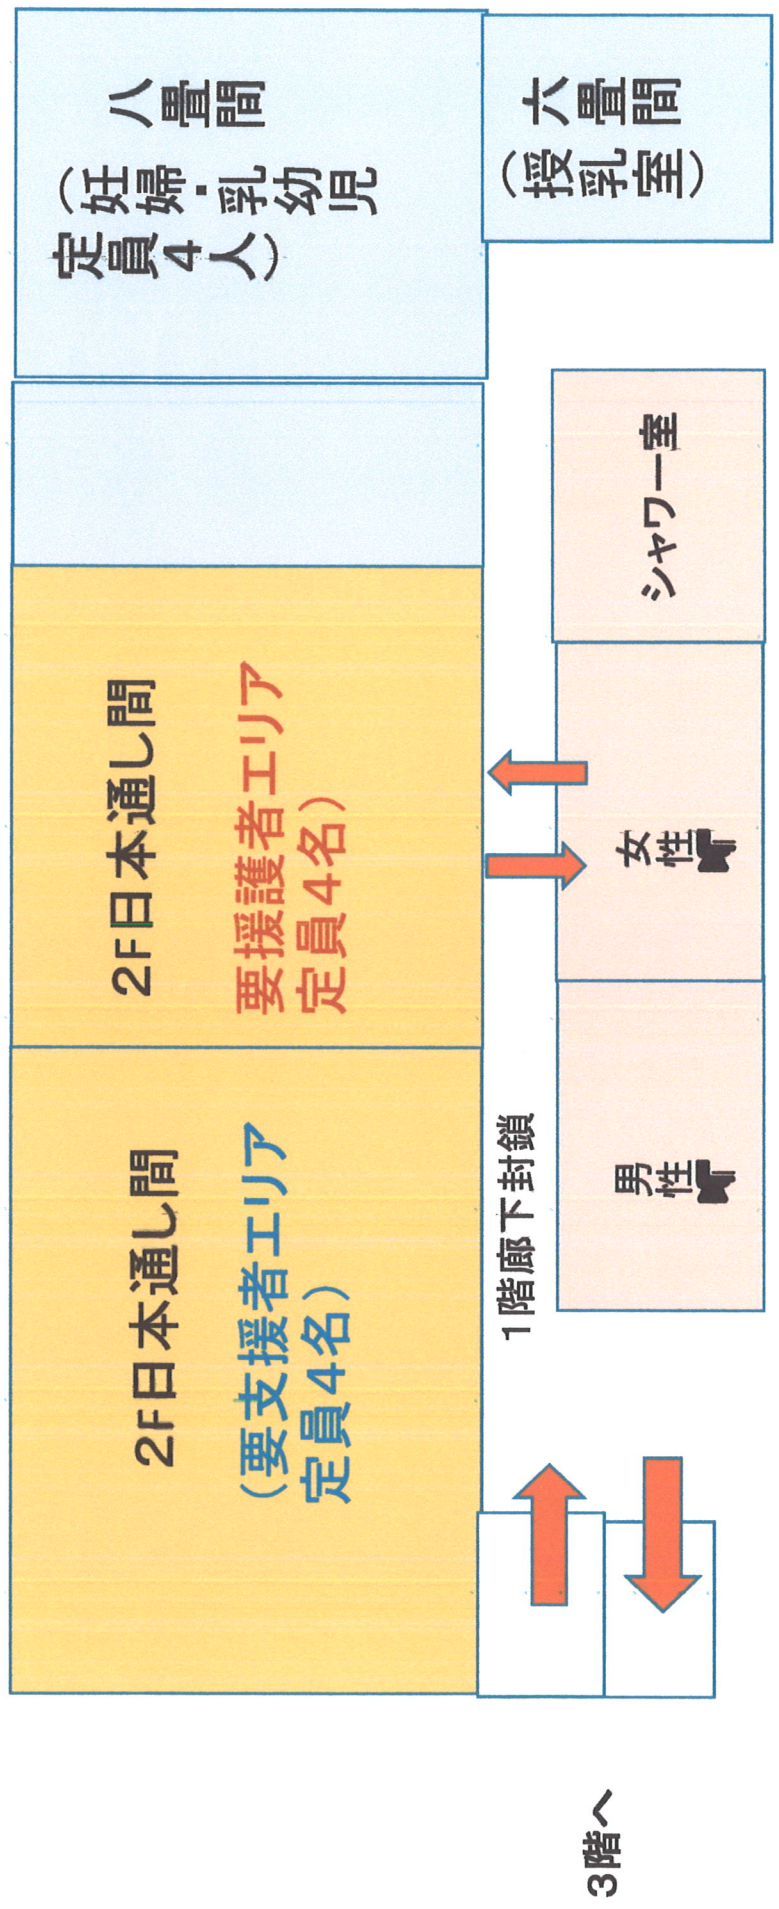 2F日本通し間
(要支援者エリア
定員4名)
2F日本通し間
要援護者エリア
定員4名)
八畳間
(妊婦・乳幼児
定員4人)
1階廊下封鎖
3階へ
男性
女性
シャワー室
六畳間
(授乳室)